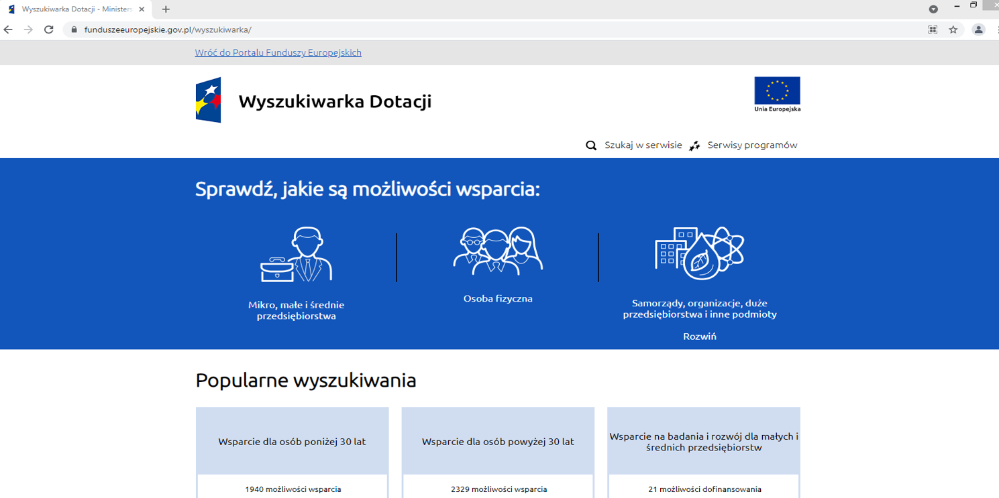 Wyszukiwarka Dotacji - Ministers
funduszeeuropejskie.gov.pl/wyszukiwarka/
Wróć do Portalu Funduszy Europejskich
Wyszukiwarka Dotacji
Unia Europejska
Szukaj w serwisie
Serwisy programów
Sprawdź, jakie są możliwości wsparcia:
Mikro, małe i średnie
przedsiębiorstwa
Osoba fizyczna
Samorządy, organizacje, duże
przedsiębiorstwa i inne podmioty
Rozwiń
Popularne wyszukiwania
Wsparcie dla osób poniżej 30 lat
1940 możliwości wsparcia
Wsparcie dla osób powyżej 30 lat
2329 możliwości wsparcia
Wsparcie na badania i rozwój dla małych i
średnich przedsiębiorstw
21 możliwości dofinansowania